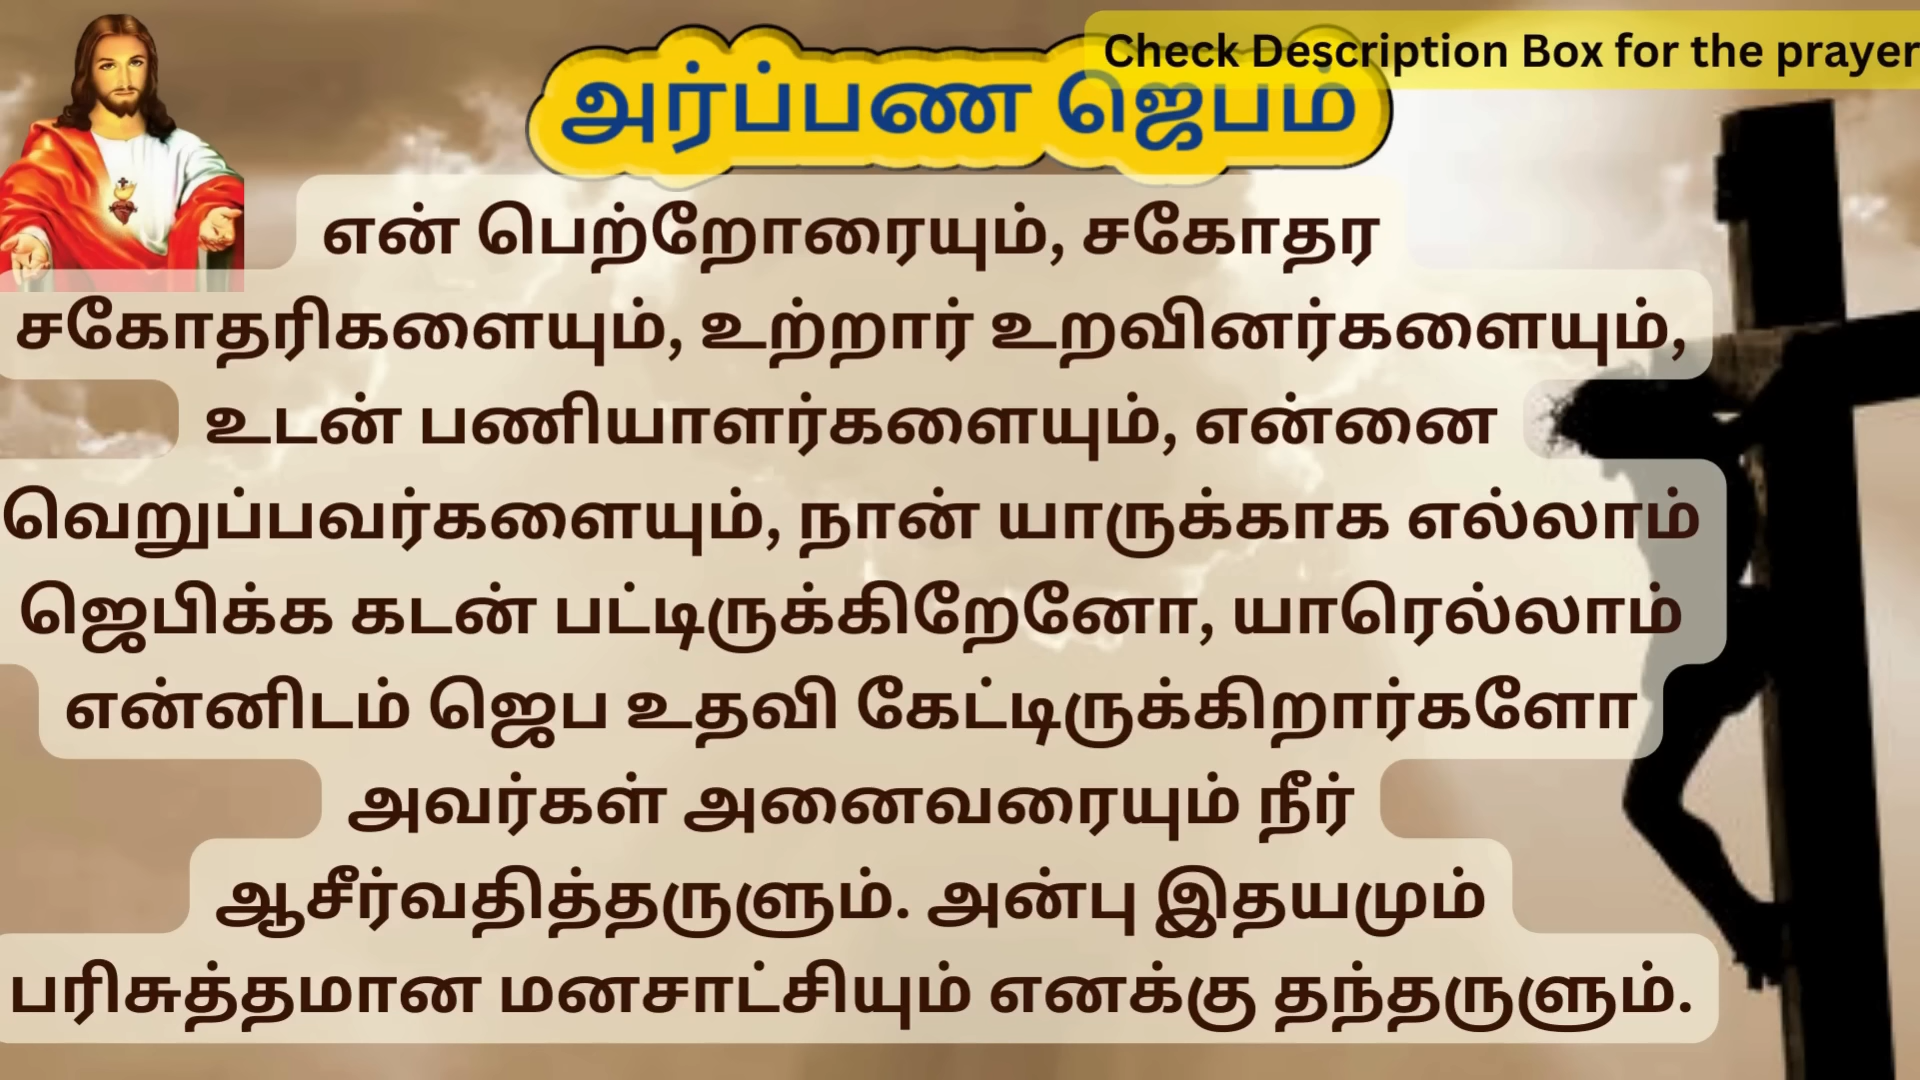 Check Description Box for the prayer
அர்ப்பண ஜெபம்
என் பெற்றோரையும், சகோதர
சகோதரிகளையும், உற்றார் உறவினர்களையும்,
உடன் பணியாளர்களையும், என்னை
வெறுப்பவர்களையும், நான் யாருக்காக எல்லாம்
ஜெபிக்க கடன் பட்டிருக்கிறேனோ, யாரெல்லாம்
என்னிடம் ஜெப உதவி கேட்டிருக்கிறார்களோ
அவர்கள் அனைவரையும் நீர்
ஆசீர்வதித்தருளும். அன்பு இதயமும்
பரிசுத்தமான மனசாட்சியும் எனக்கு தந்தருளும்.